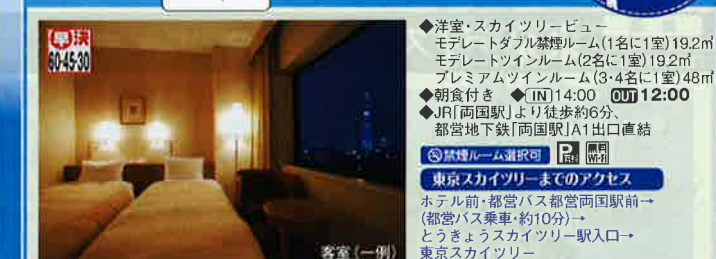 早決
60・45・30
客室(一例)
◆洋室・スカイツリービュー
モデレートダブル禁煙ルーム(1名に1室)19.2㎡
モデレートツインルーム(2名に1室)19.2㎡
プレミアムツインルーム(3・4名に1室)48㎡
◆朝食付き ◆IN14:00 OUT12:00
◆JR「両国駅」より徒歩約6分、
都営地下鉄「両国駅」A1出口直結
禁煙ルーム選択可 P 無料 Wi-Fi
東京スカイツリーまでのアクセス
ホテル前・都営バス都営両国駅前→
(都営バス乗車・約10分)→
とうきょうスカイツリー駅入口→
東京スカイツリー